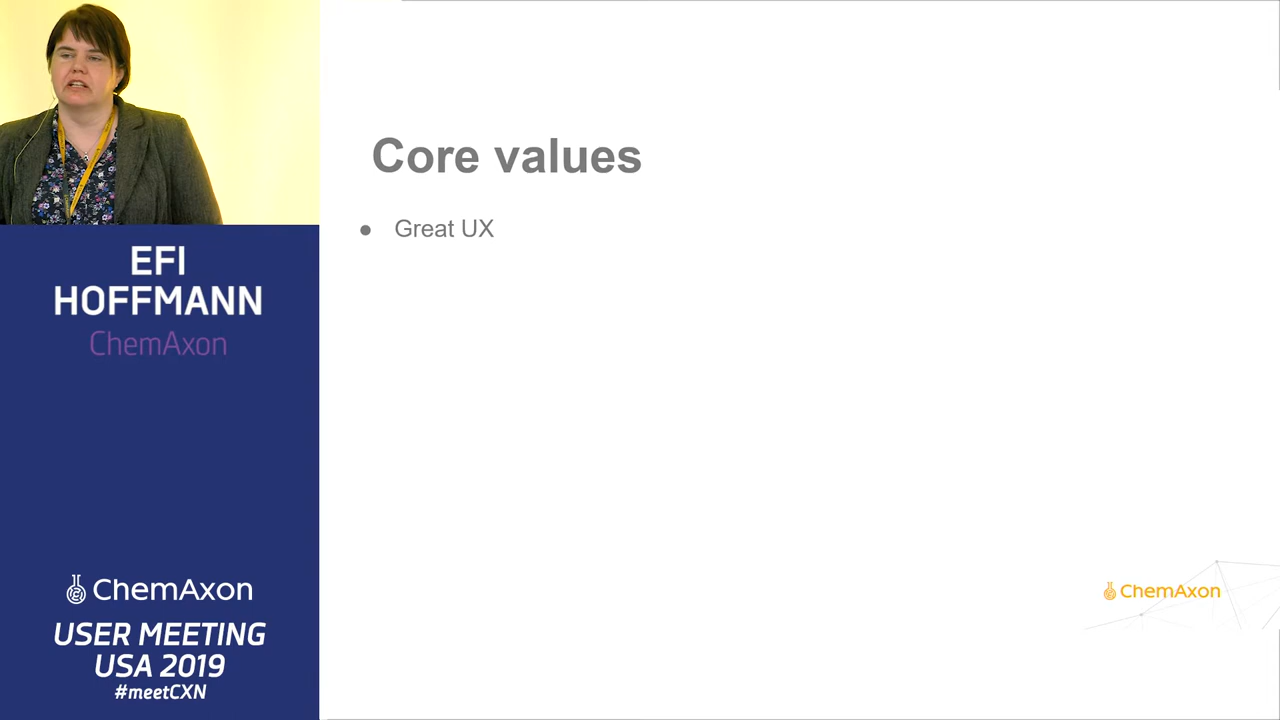 EFI
HOFFMANN
ChemAxon
ChemAxon
USER MEETING
USA 2019
#meetCXN
Core values
● Great UX
ChemAxon